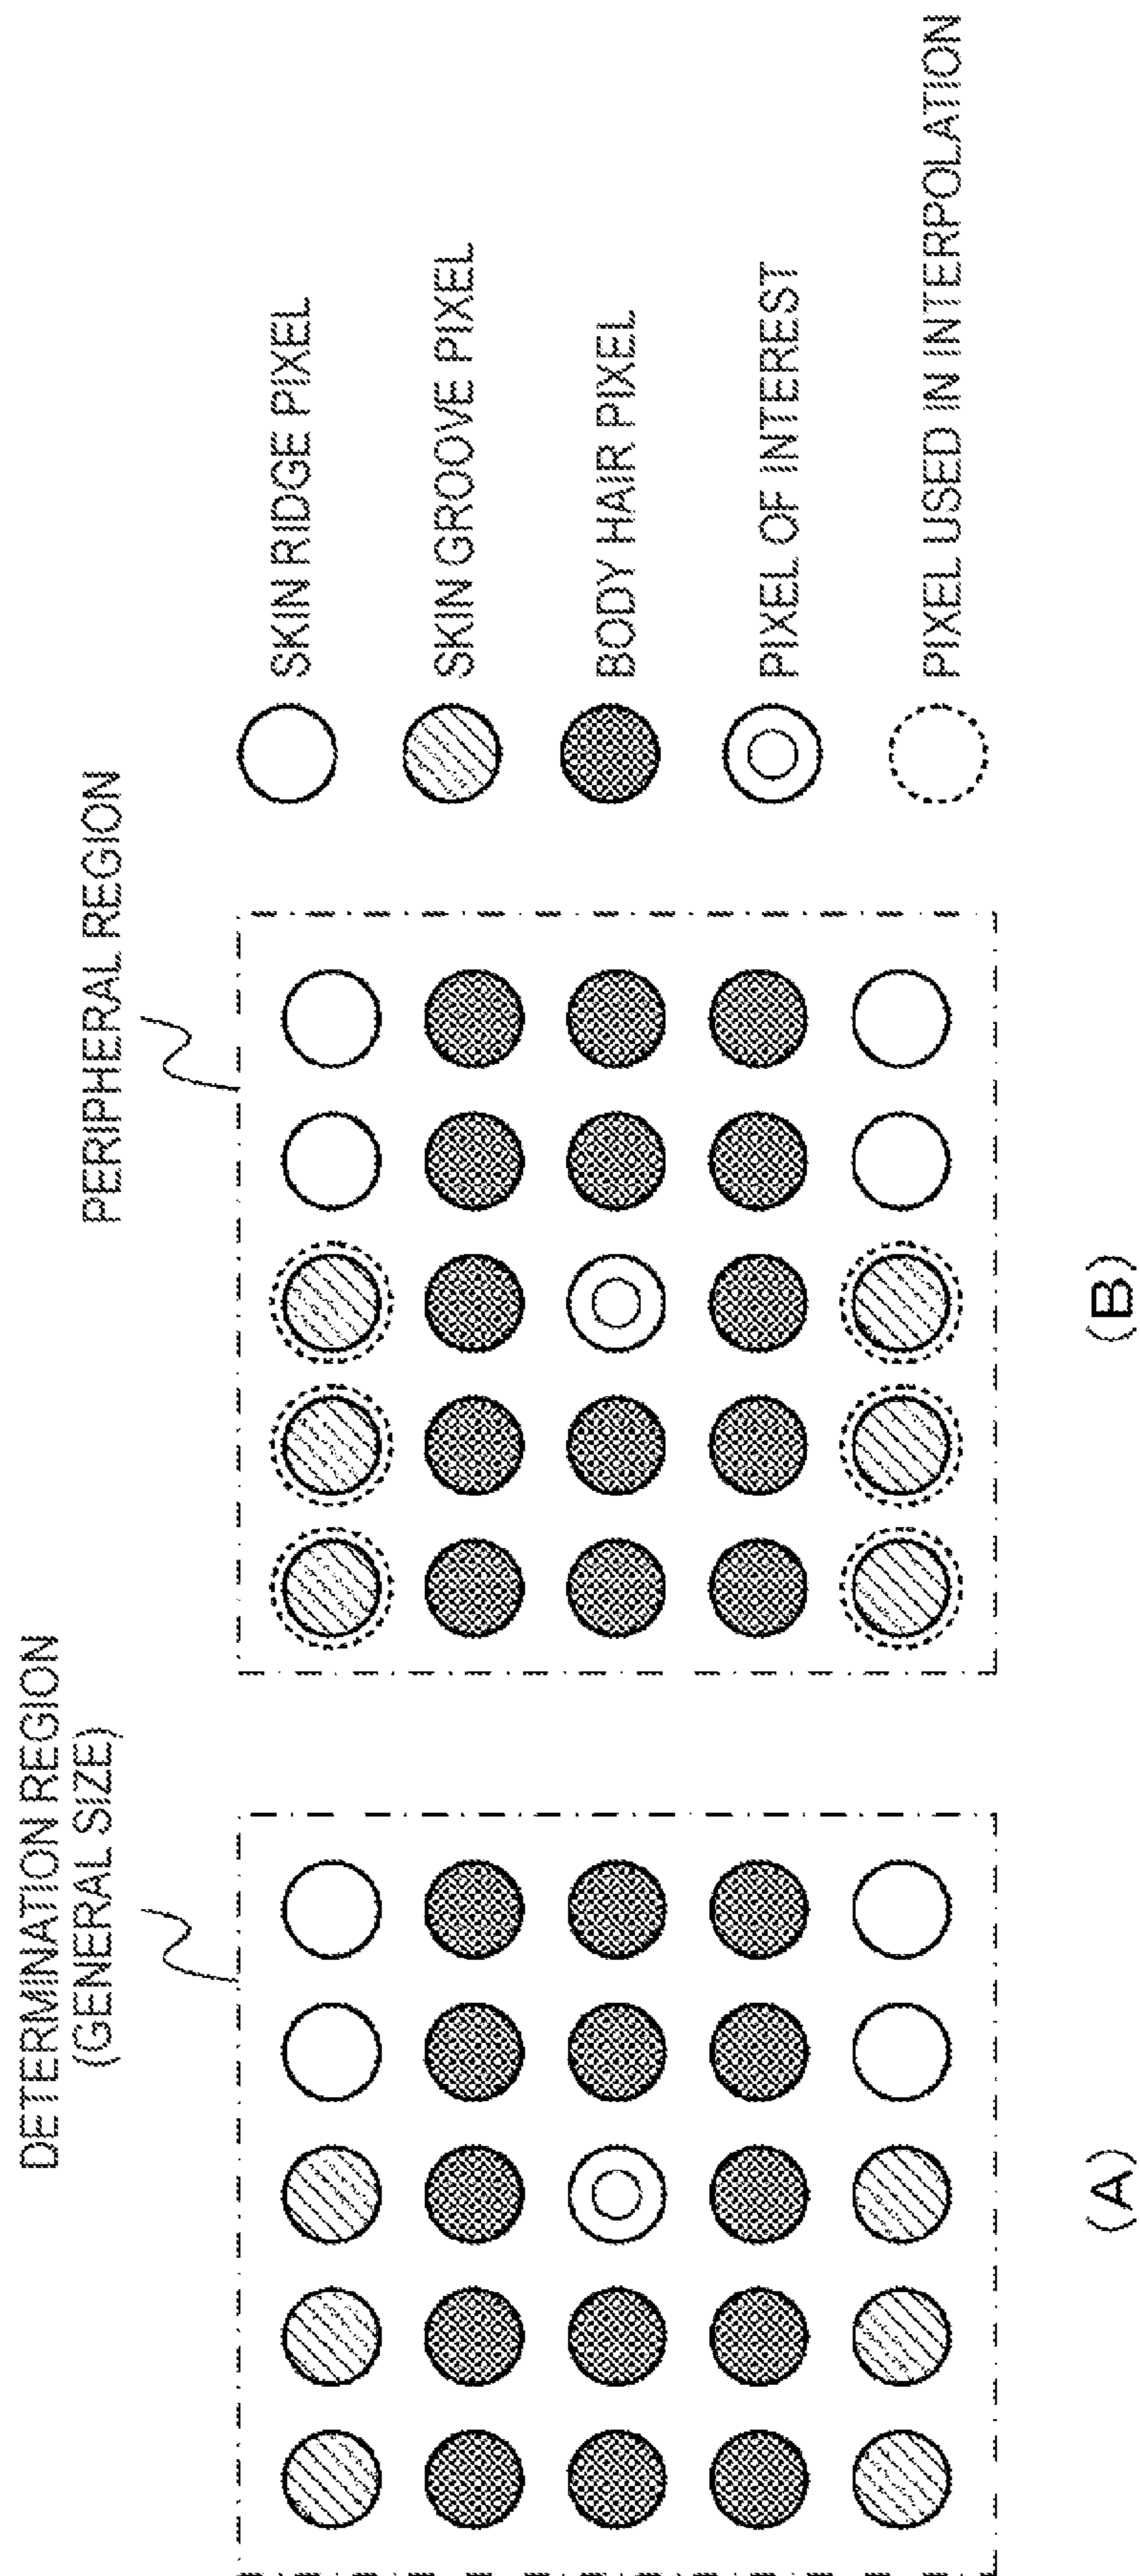 DETERMINATION REGION
(GENERAL SIZE)
PERIPHERAL REGION
SKIN RIDGE PIXEL
SKIN GROOVE PIXEL
BODY HAIR PIXEL
PIXEL OF INTEREST
PIXEL USED IN INTERPOLATION
(A)
(B)